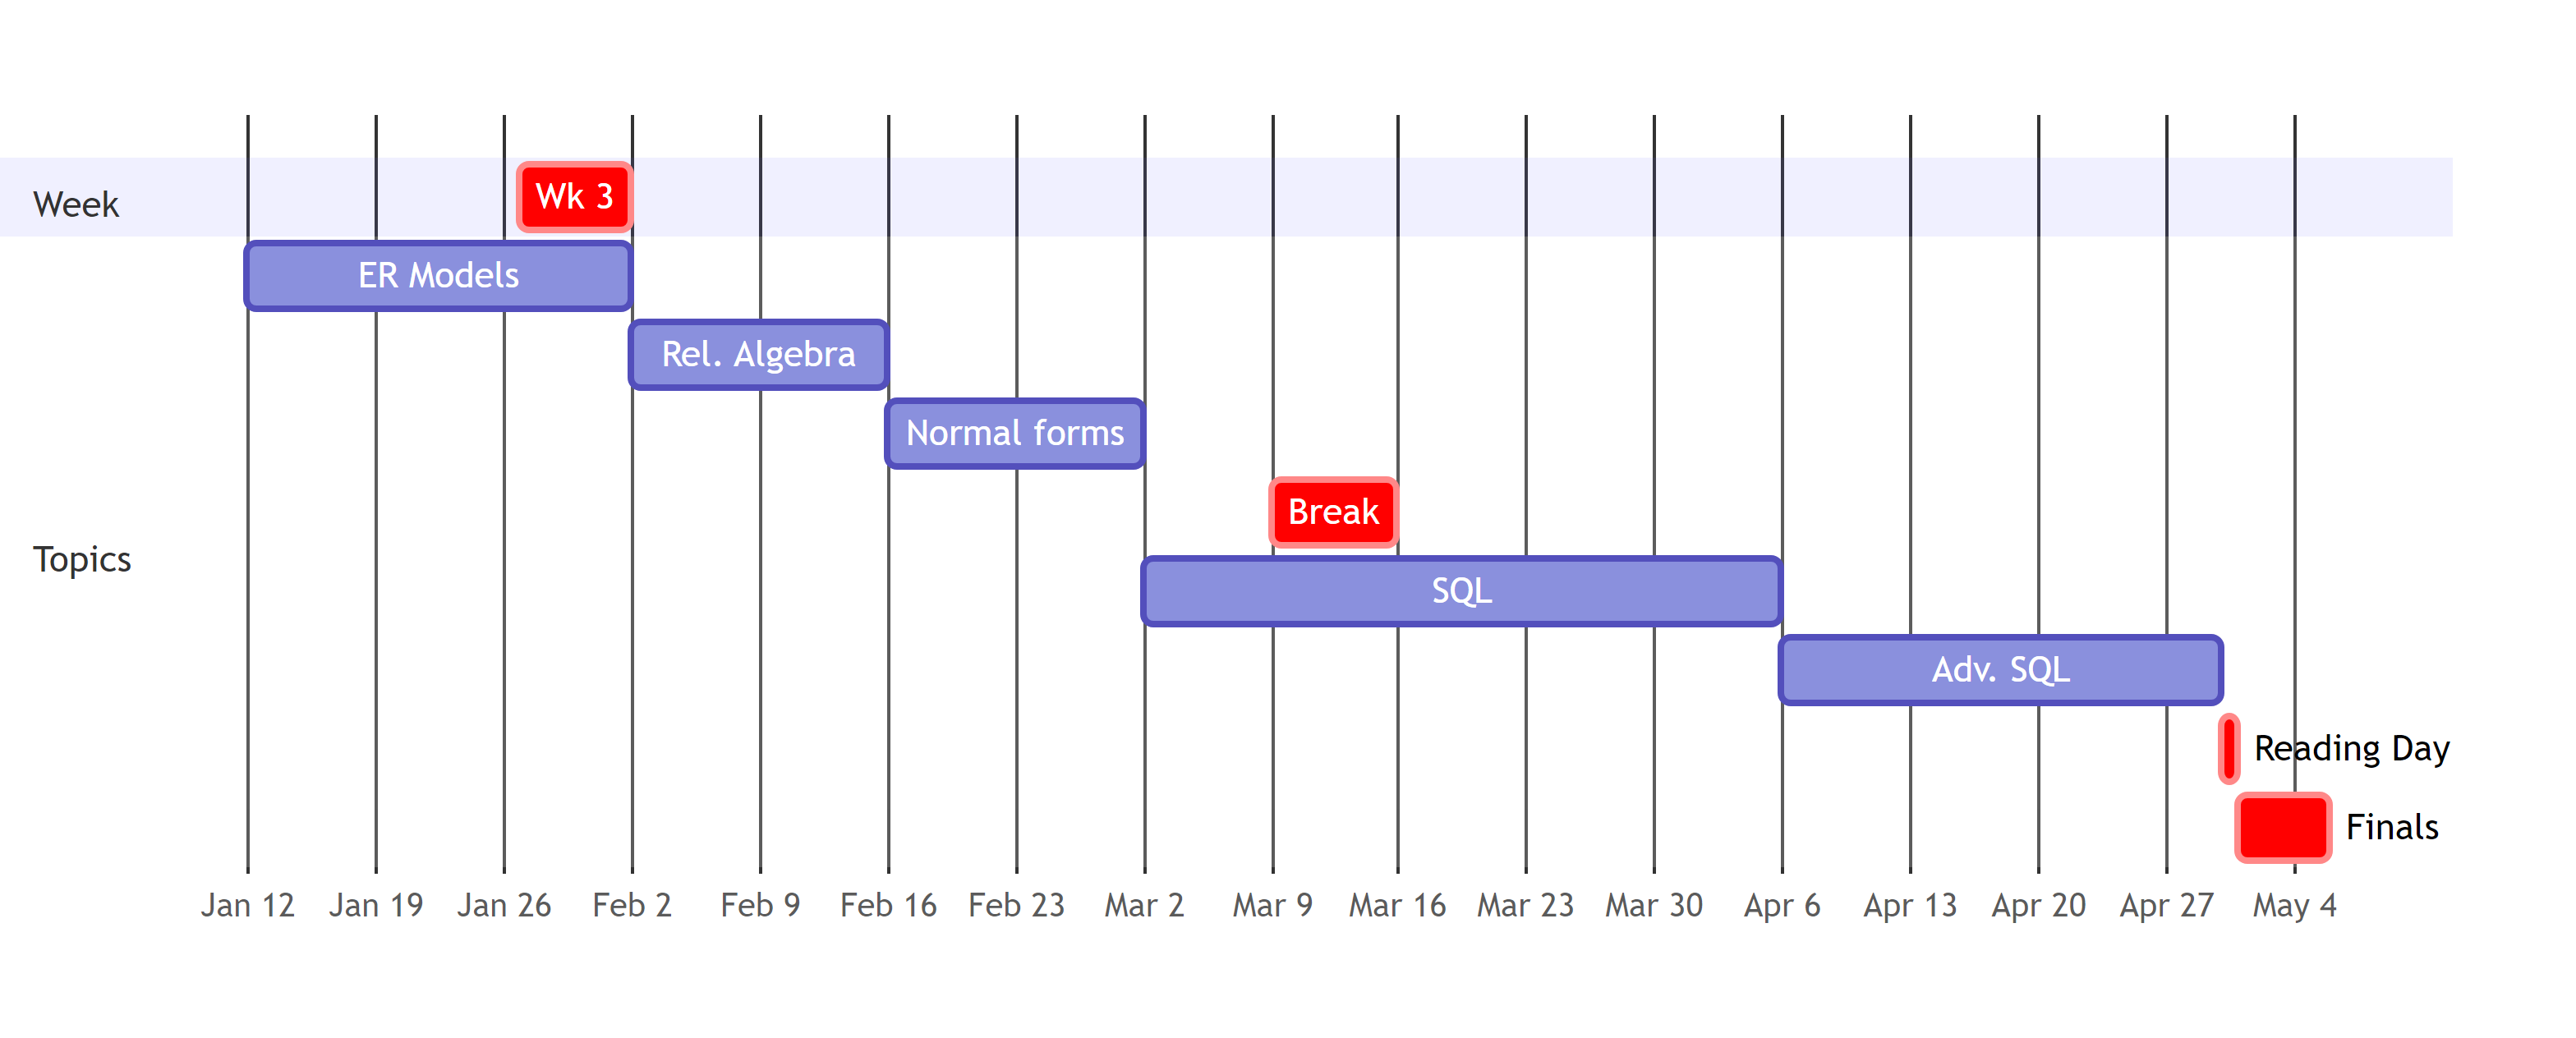 Week
Wk 3
ER Models
Rel. Algebra
Normal forms
Break
Topics
SQL
Adv. SQL
Reading Day
Finals
Jan 12 Jan 19 Jan 26 Feb 2 Feb 9 Feb 16 Feb 23 Mar 2 Mar 9 Mar 16 Mar 23 Mar 30 Apr 6 Apr 13 Apr 20 Apr 27 May 4